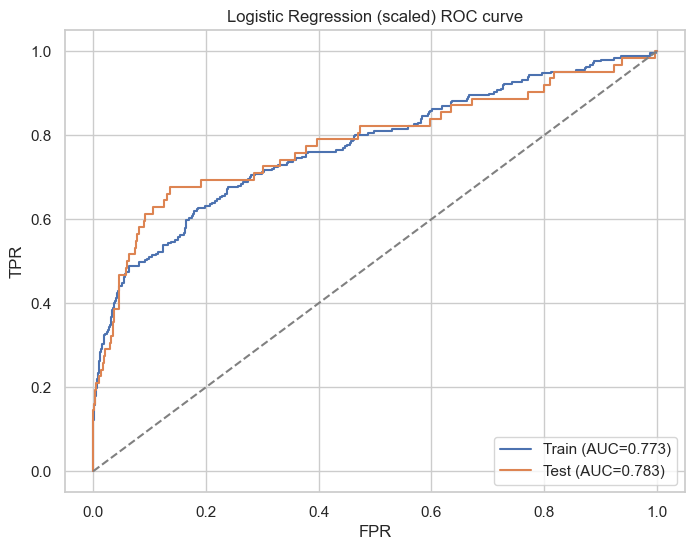 Logistic Regression (scaled) ROC curve
TPR
1.0
0.8
0.6
0.4
0.2
0.0
0.0 0.2 0.4 0.6 0.8 1.0
FPR
Train (AUC=0.773)
Test (AUC=0.783)